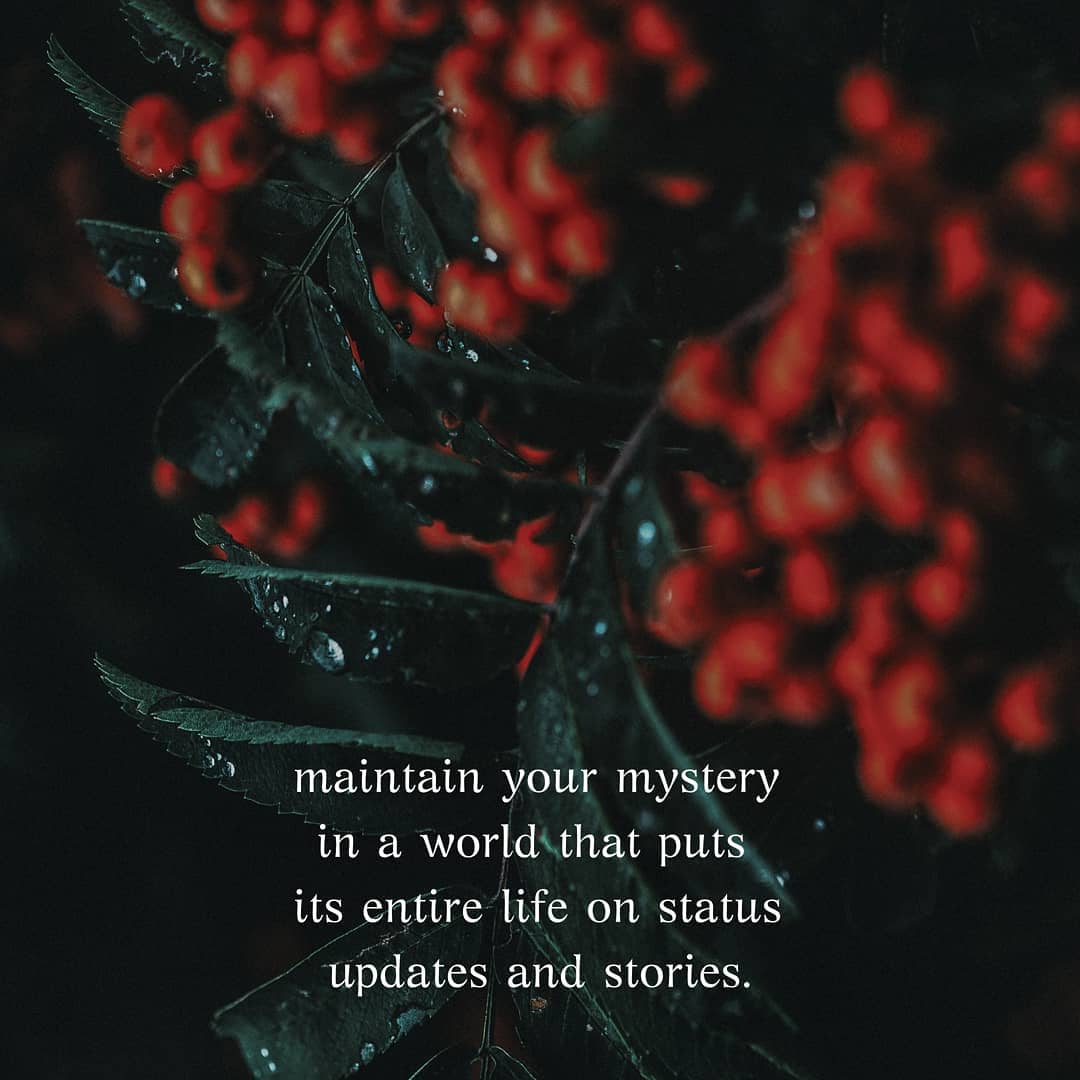 maintain your mystery
in a world that puts
its entire life on status
updates and stories.